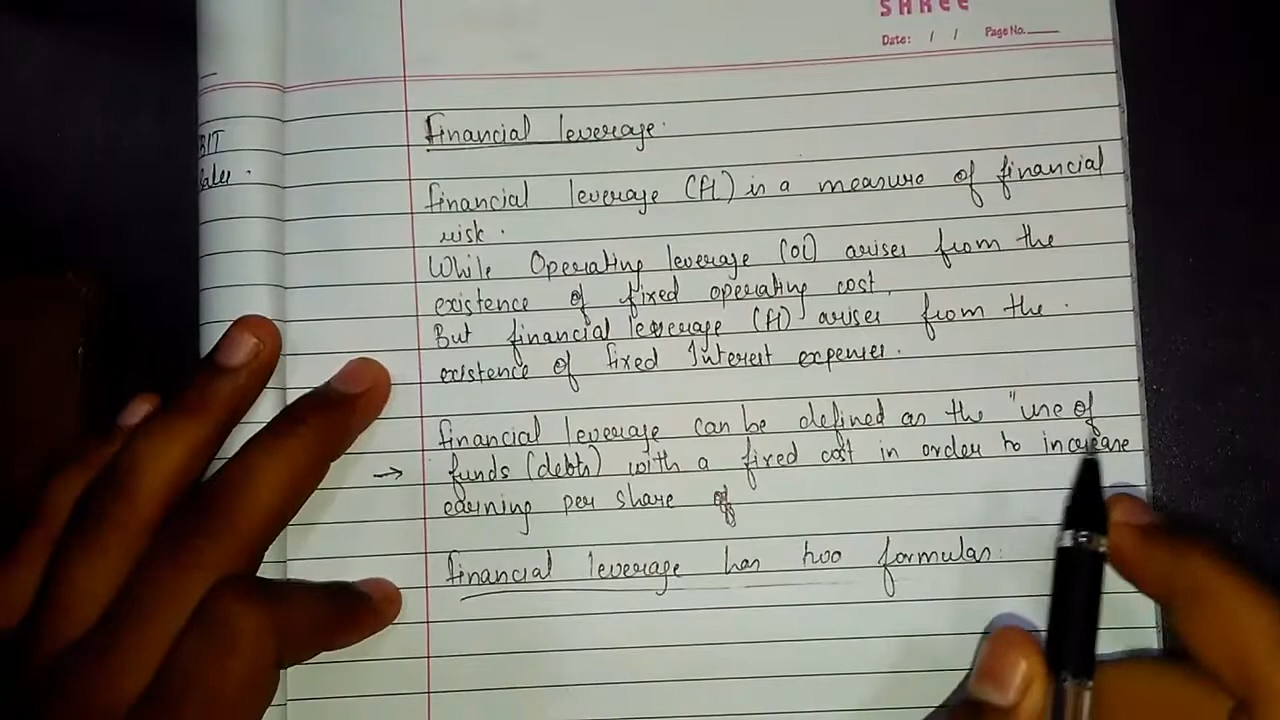 SHREE
Date: / / Page No.
BIT
Sales.
financial leverage.
financial leverage (fL) is a measure of financial
risk.
While Operating leverage (OL) arises from the
existence of fixed operating cost.
But financial leverage (fL) arises from the.
existence of fixed Interest expenses.
financial leverage can be defined as the "use of
→ funds (debts) with a fixed cost in order to increase
earning per share of
financial leverage has two formulas.